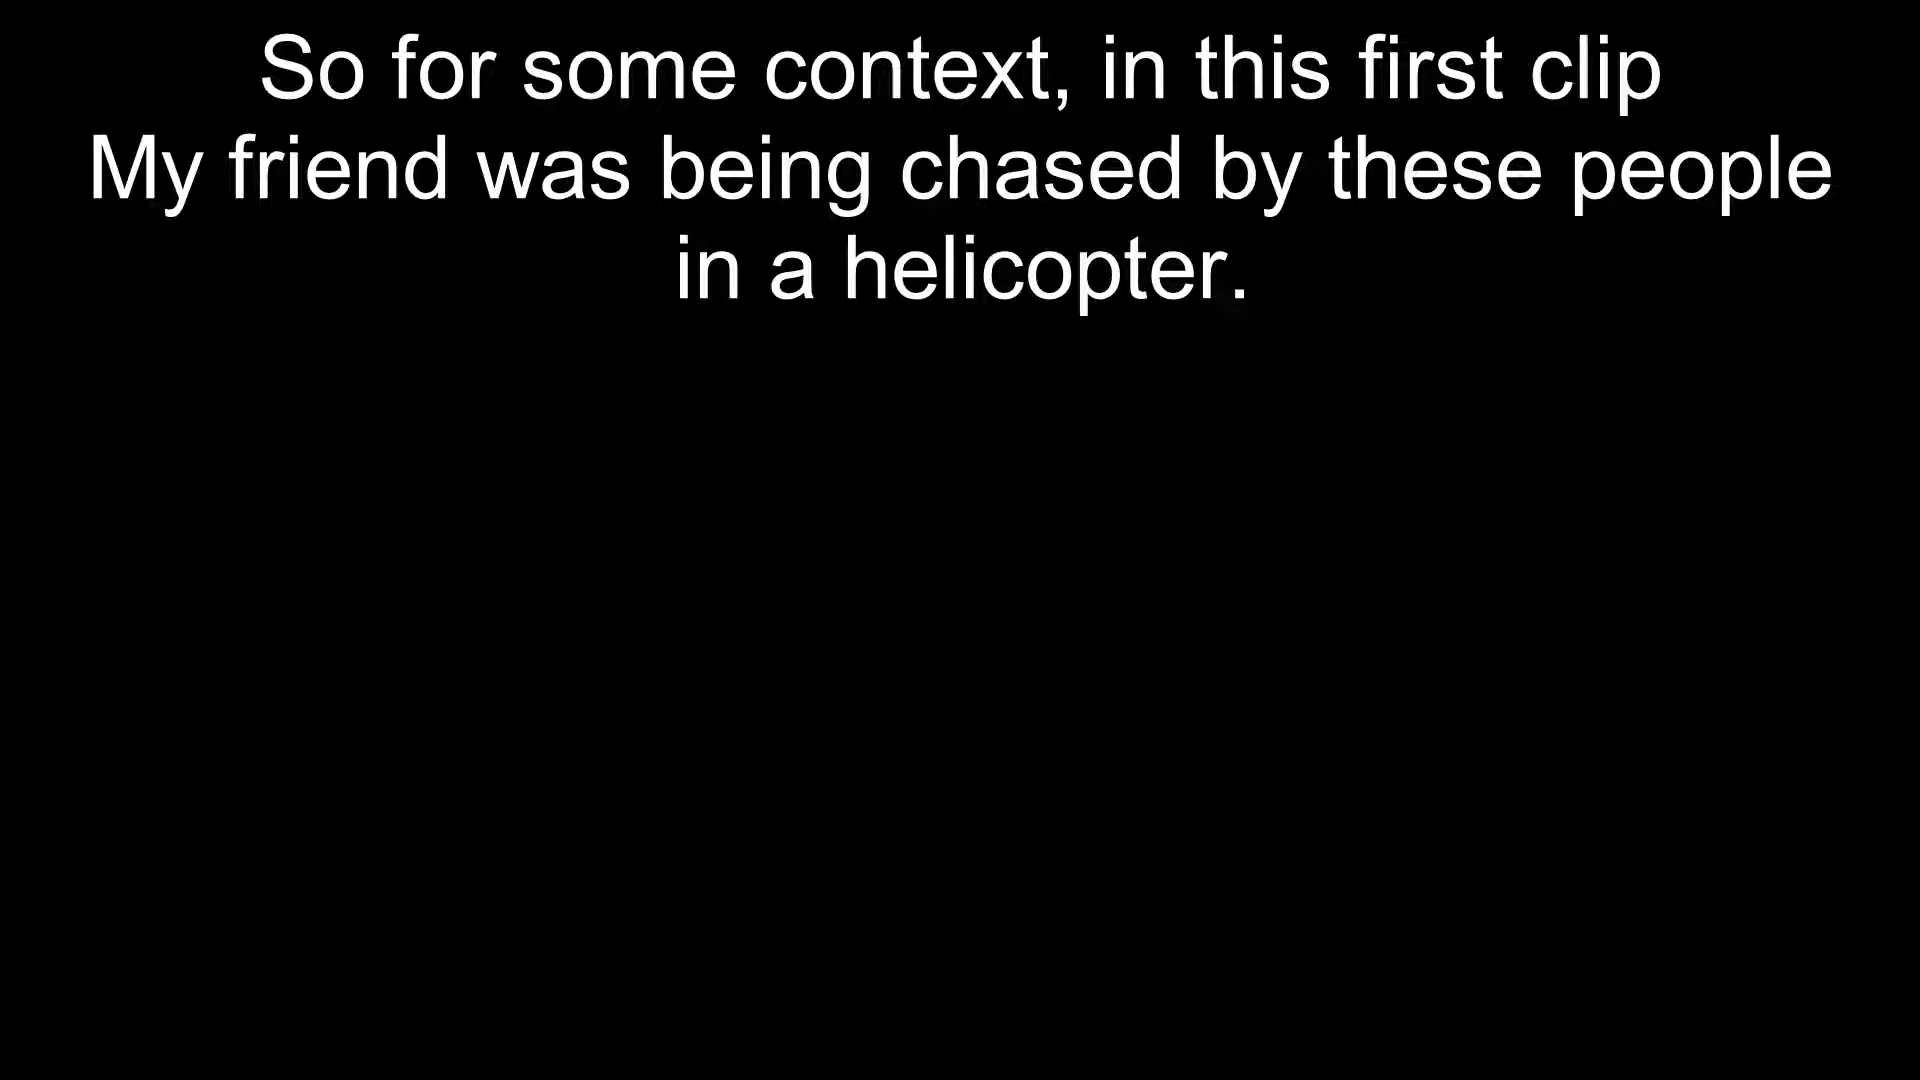 So for some context, in this first clip
My friend was being chased by these people
in a helicopter.